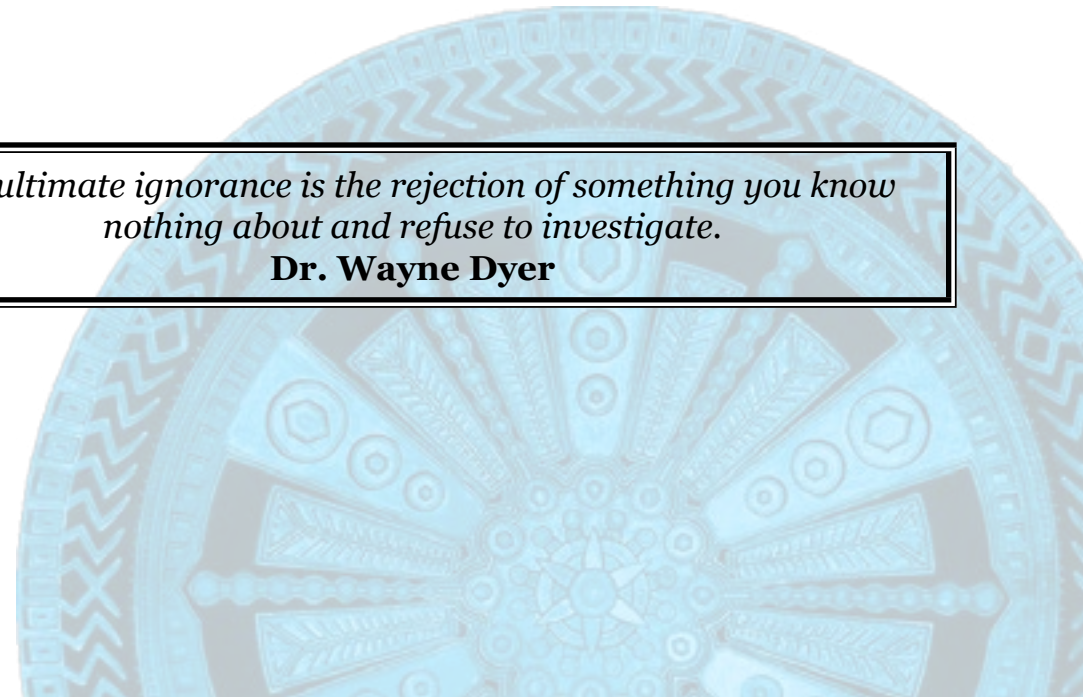 ultimate ignorance is the rejection of something you know
nothing about and refuse to investigate.
Dr. Wayne Dyer